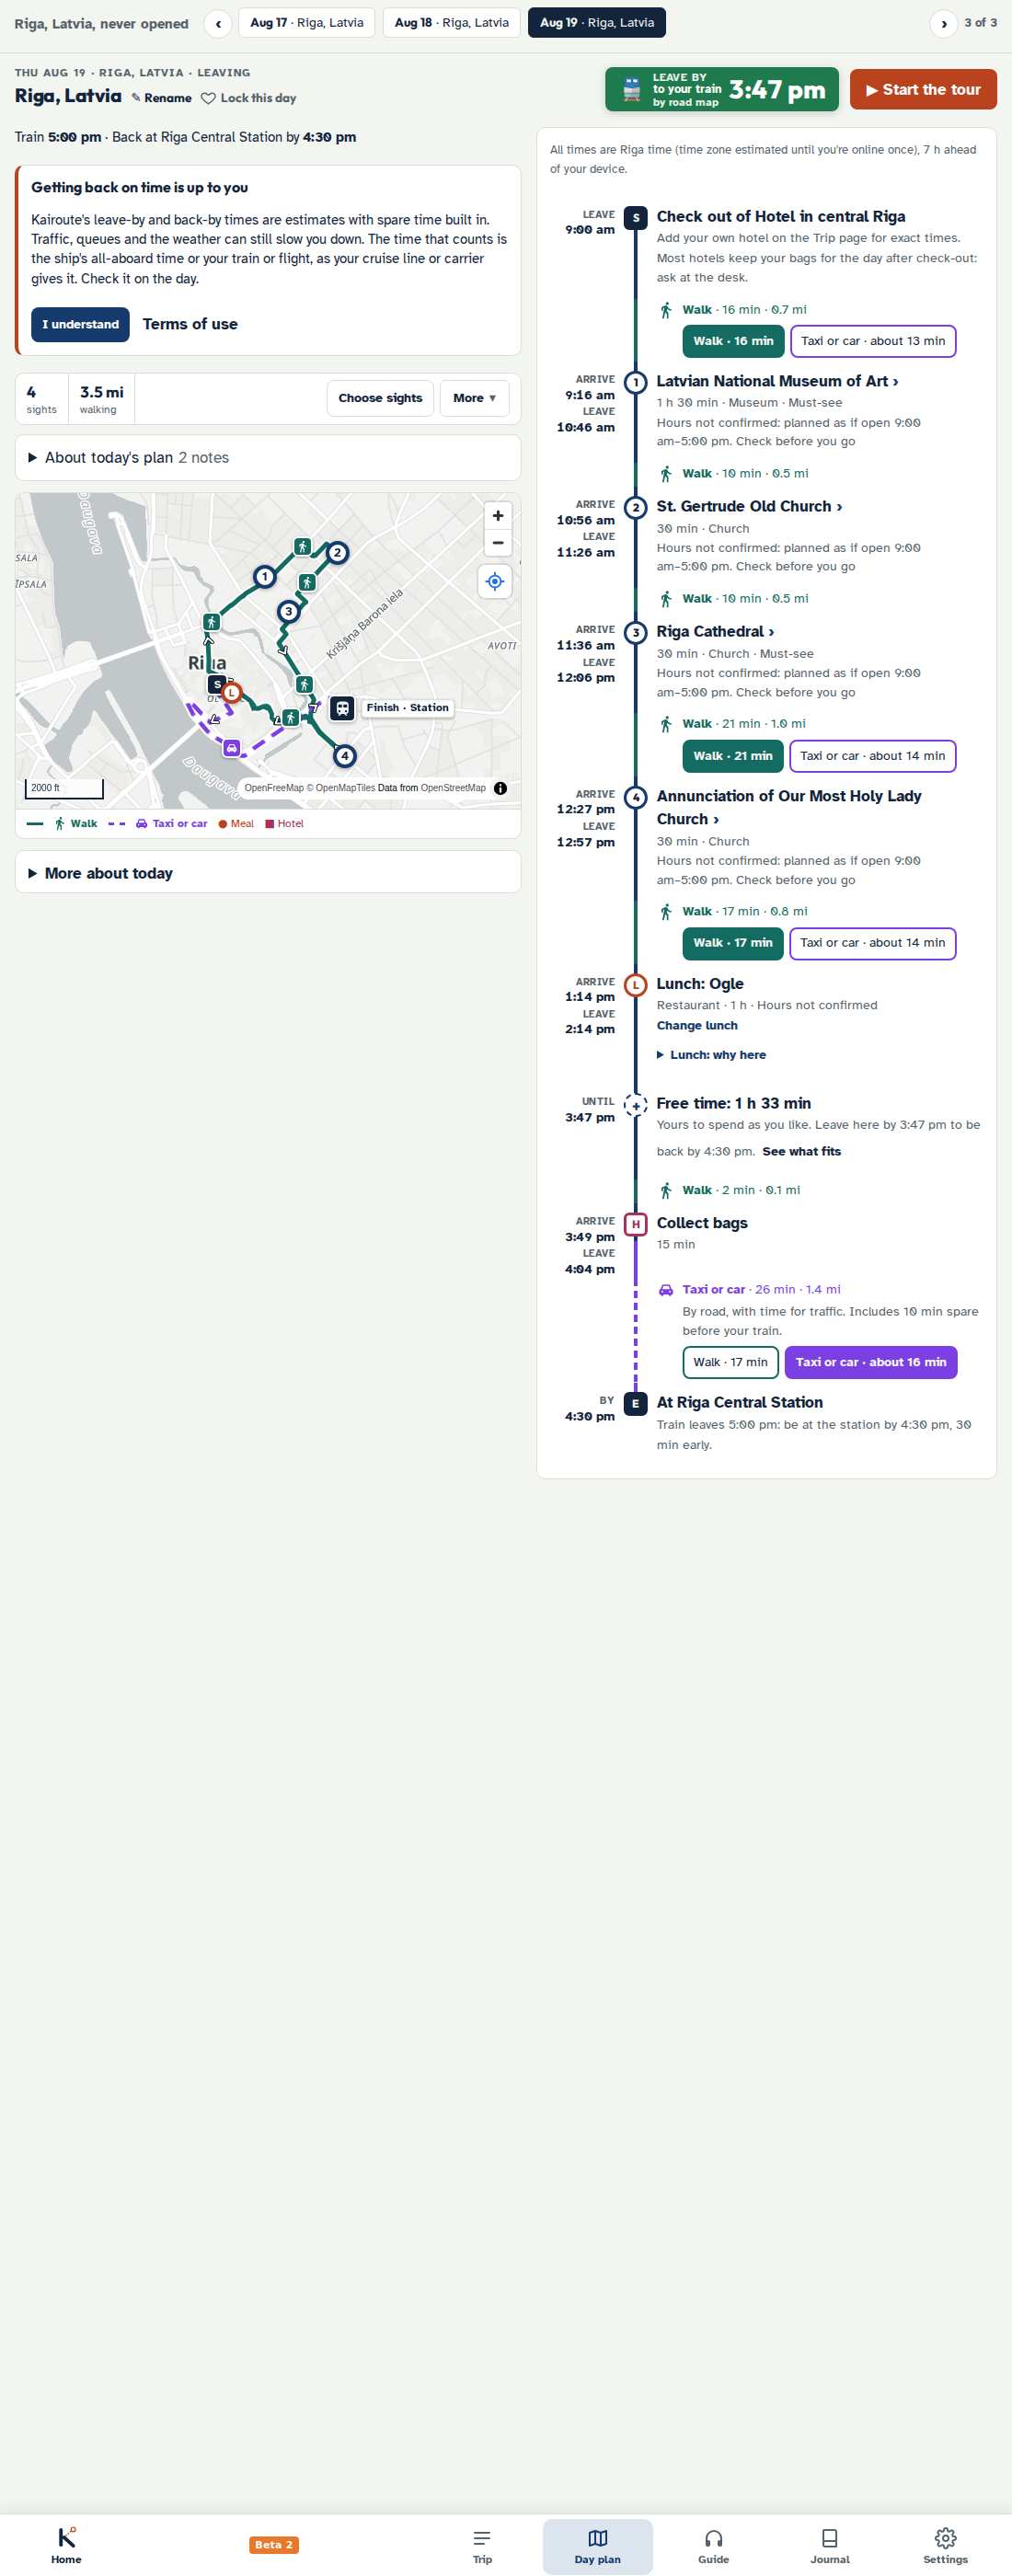 Riga, Latvia, never opened
‹
Aug 17 · Riga, Latvia
Aug 18 · Riga, Latvia
Aug 19 · Riga, Latvia
›
3 of 3
THU AUG 19 · RIGA, LATVIA · LEAVING
Riga, Latvia ✎ Rename Lock this day
LEAVE BY
to your train
by road map
3:47 pm
▶ Start the tour
Train 5:00 pm · Back at Riga Central Station by 4:30 pm
Getting back on time is up to you
Kairoute's leave-by and back-by times are estimates with spare time built in.
Traffic, queues and the weather can still slow you down. The time that counts is
the ship's all-aboard time or your train or flight, as your cruise line or carrier
gives it. Check it on the day.
I understand
Terms of use
4
sights
3.5 mi
walking
Choose sights
More ▼
▶ About today's plan 2 notes
Daugava
SALA
ĪPSALA
+
−
1
2
3
Krišjāņa Barona iela
AVOTI
S
L
Finish · Station
4
Daugava
2000 ft
OpenFreeMap © OpenMapTiles Data from OpenStreetMap
Walk
Taxi or car
Meal
Hotel
▶ More about today
All times are Riga time (time zone estimated until you're online once), 7 h ahead
of your device.
LEAVE
9:00 am
S
Check out of Hotel in central Riga
Add your own hotel on the Trip page for exact times.
Most hotels keep your bags for the day after check-out:
ask at the desk.
Walk · 16 min · 0.7 mi
Walk · 16 min
Taxi or car · about 13 min
ARRIVE
9:16 am
LEAVE
10:46 am
1
Latvian National Museum of Art ›
1 h 30 min · Museum · Must-see
Hours not confirmed: planned as if open 9:00
am–5:00 pm. Check before you go
Walk · 10 min · 0.5 mi
ARRIVE
10:56 am
LEAVE
11:26 am
2
St. Gertrude Old Church ›
30 min · Church
Hours not confirmed: planned as if open 9:00
am–5:00 pm. Check before you go
Walk · 10 min · 0.5 mi
ARRIVE
11:36 am
LEAVE
12:06 pm
3
Riga Cathedral ›
30 min · Church · Must-see
Hours not confirmed: planned as if open 9:00
am–5:00 pm. Check before you go
Walk · 21 min · 1.0 mi
Walk · 21 min
Taxi or car · about 14 min
ARRIVE
12:27 pm
LEAVE
12:57 pm
4
Annunciation of Our Most Holy Lady
Church ›
30 min · Church
Hours not confirmed: planned as if open 9:00
am–5:00 pm. Check before you go
Walk · 17 min · 0.8 mi
Walk · 17 min
Taxi or car · about 14 min
ARRIVE
1:14 pm
LEAVE
2:14 pm
L
Lunch: Ogle
Restaurant · 1 h · Hours not confirmed
Change lunch
▶ Lunch: why here
UNTIL
3:47 pm
+
Free time: 1 h 33 min
Yours to spend as you like. Leave here by 3:47 pm to be
back by 4:30 pm. See what fits
Walk · 2 min · 0.1 mi
ARRIVE
3:49 pm
LEAVE
4:04 pm
H
Collect bags
15 min
Taxi or car · 26 min · 1.4 mi
By road, with time for traffic. Includes 10 min spare
before your train.
Walk · 17 min
Taxi or car · about 16 min
BY
4:30 pm
E
At Riga Central Station
Train leaves 5:00 pm: be at the station by 4:30 pm, 30
min early.
Home
Beta 2
Trip
Day plan
Guide
Journal
Settings